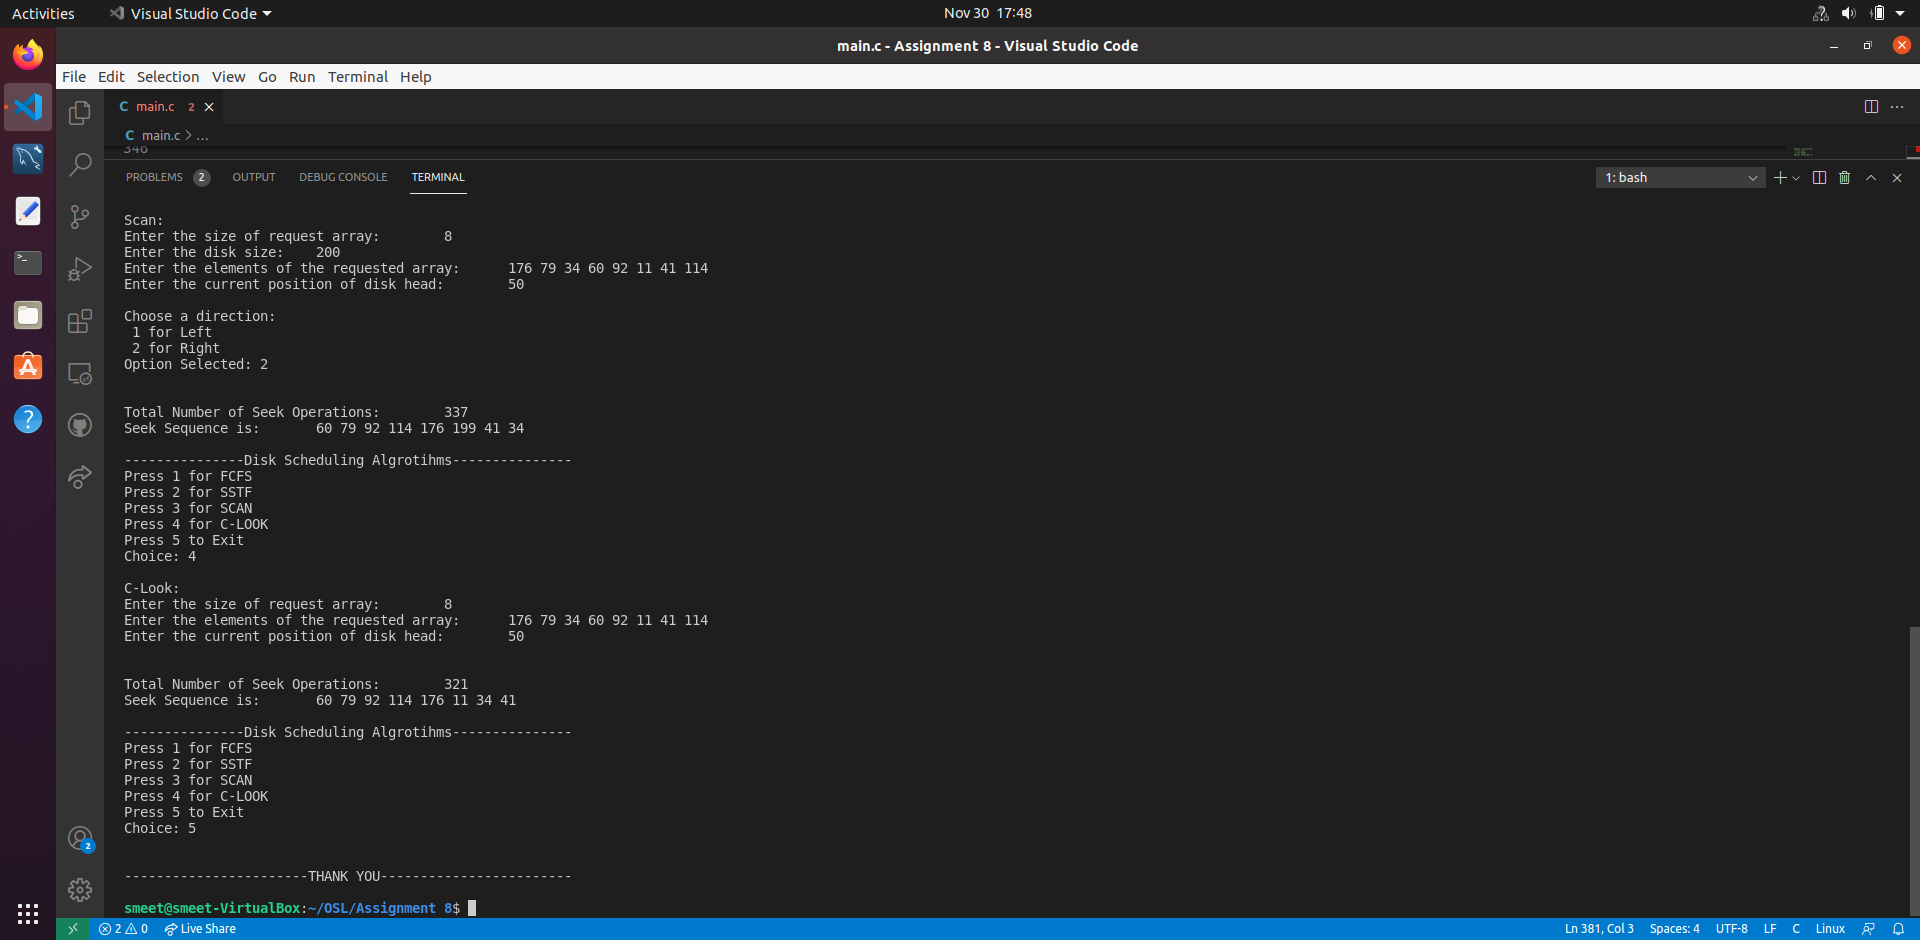 Activities
Visual Studio Code
Nov 30 17:48
main.c - Assignment 8 - Visual Studio Code
File Edit Selection View Go Run Terminal Help
C main.c 2
C main.c > ...
346
PROBLEMS 2 OUTPUT DEBUG CONSOLE TERMINAL
1: bash
Scan:
Enter the size of request array: 8
Enter the disk size: 200
Enter the elements of the requested array: 176 79 34 60 92 11 41 114
Enter the current position of disk head: 50
Choose a direction:
1 for Left
2 for Right
Option Selected: 2
Total Number of Seek Operations: 337
Seek Sequence is: 60 79 92 114 176 199 41 34
---------------Disk Scheduling Algrotihms---------------
Press 1 for FCFS
Press 2 for SSTF
Press 3 for SCAN
Press 4 for C-LOOK
Press 5 to Exit
Choice: 4
C-Look:
Enter the size of request array: 8
Enter the elements of the requested array: 176 79 34 60 92 11 41 114
Enter the current position of disk head: 50
Total Number of Seek Operations: 321
Seek Sequence is: 60 79 92 114 176 11 34 41
---------------Disk Scheduling Algrotihms---------------
Press 1 for FCFS
Press 2 for SSTF
Press 3 for SCAN
Press 4 for C-LOOK
Press 5 to Exit
Choice: 5
-----------------------THANK YOU------------------------
smeet@smeet-VirtualBox:~/OSL/Assignment 8$
2
2 0 Live Share
Ln 381, Col 3 Spaces: 4 UTF-8 LF C Linux